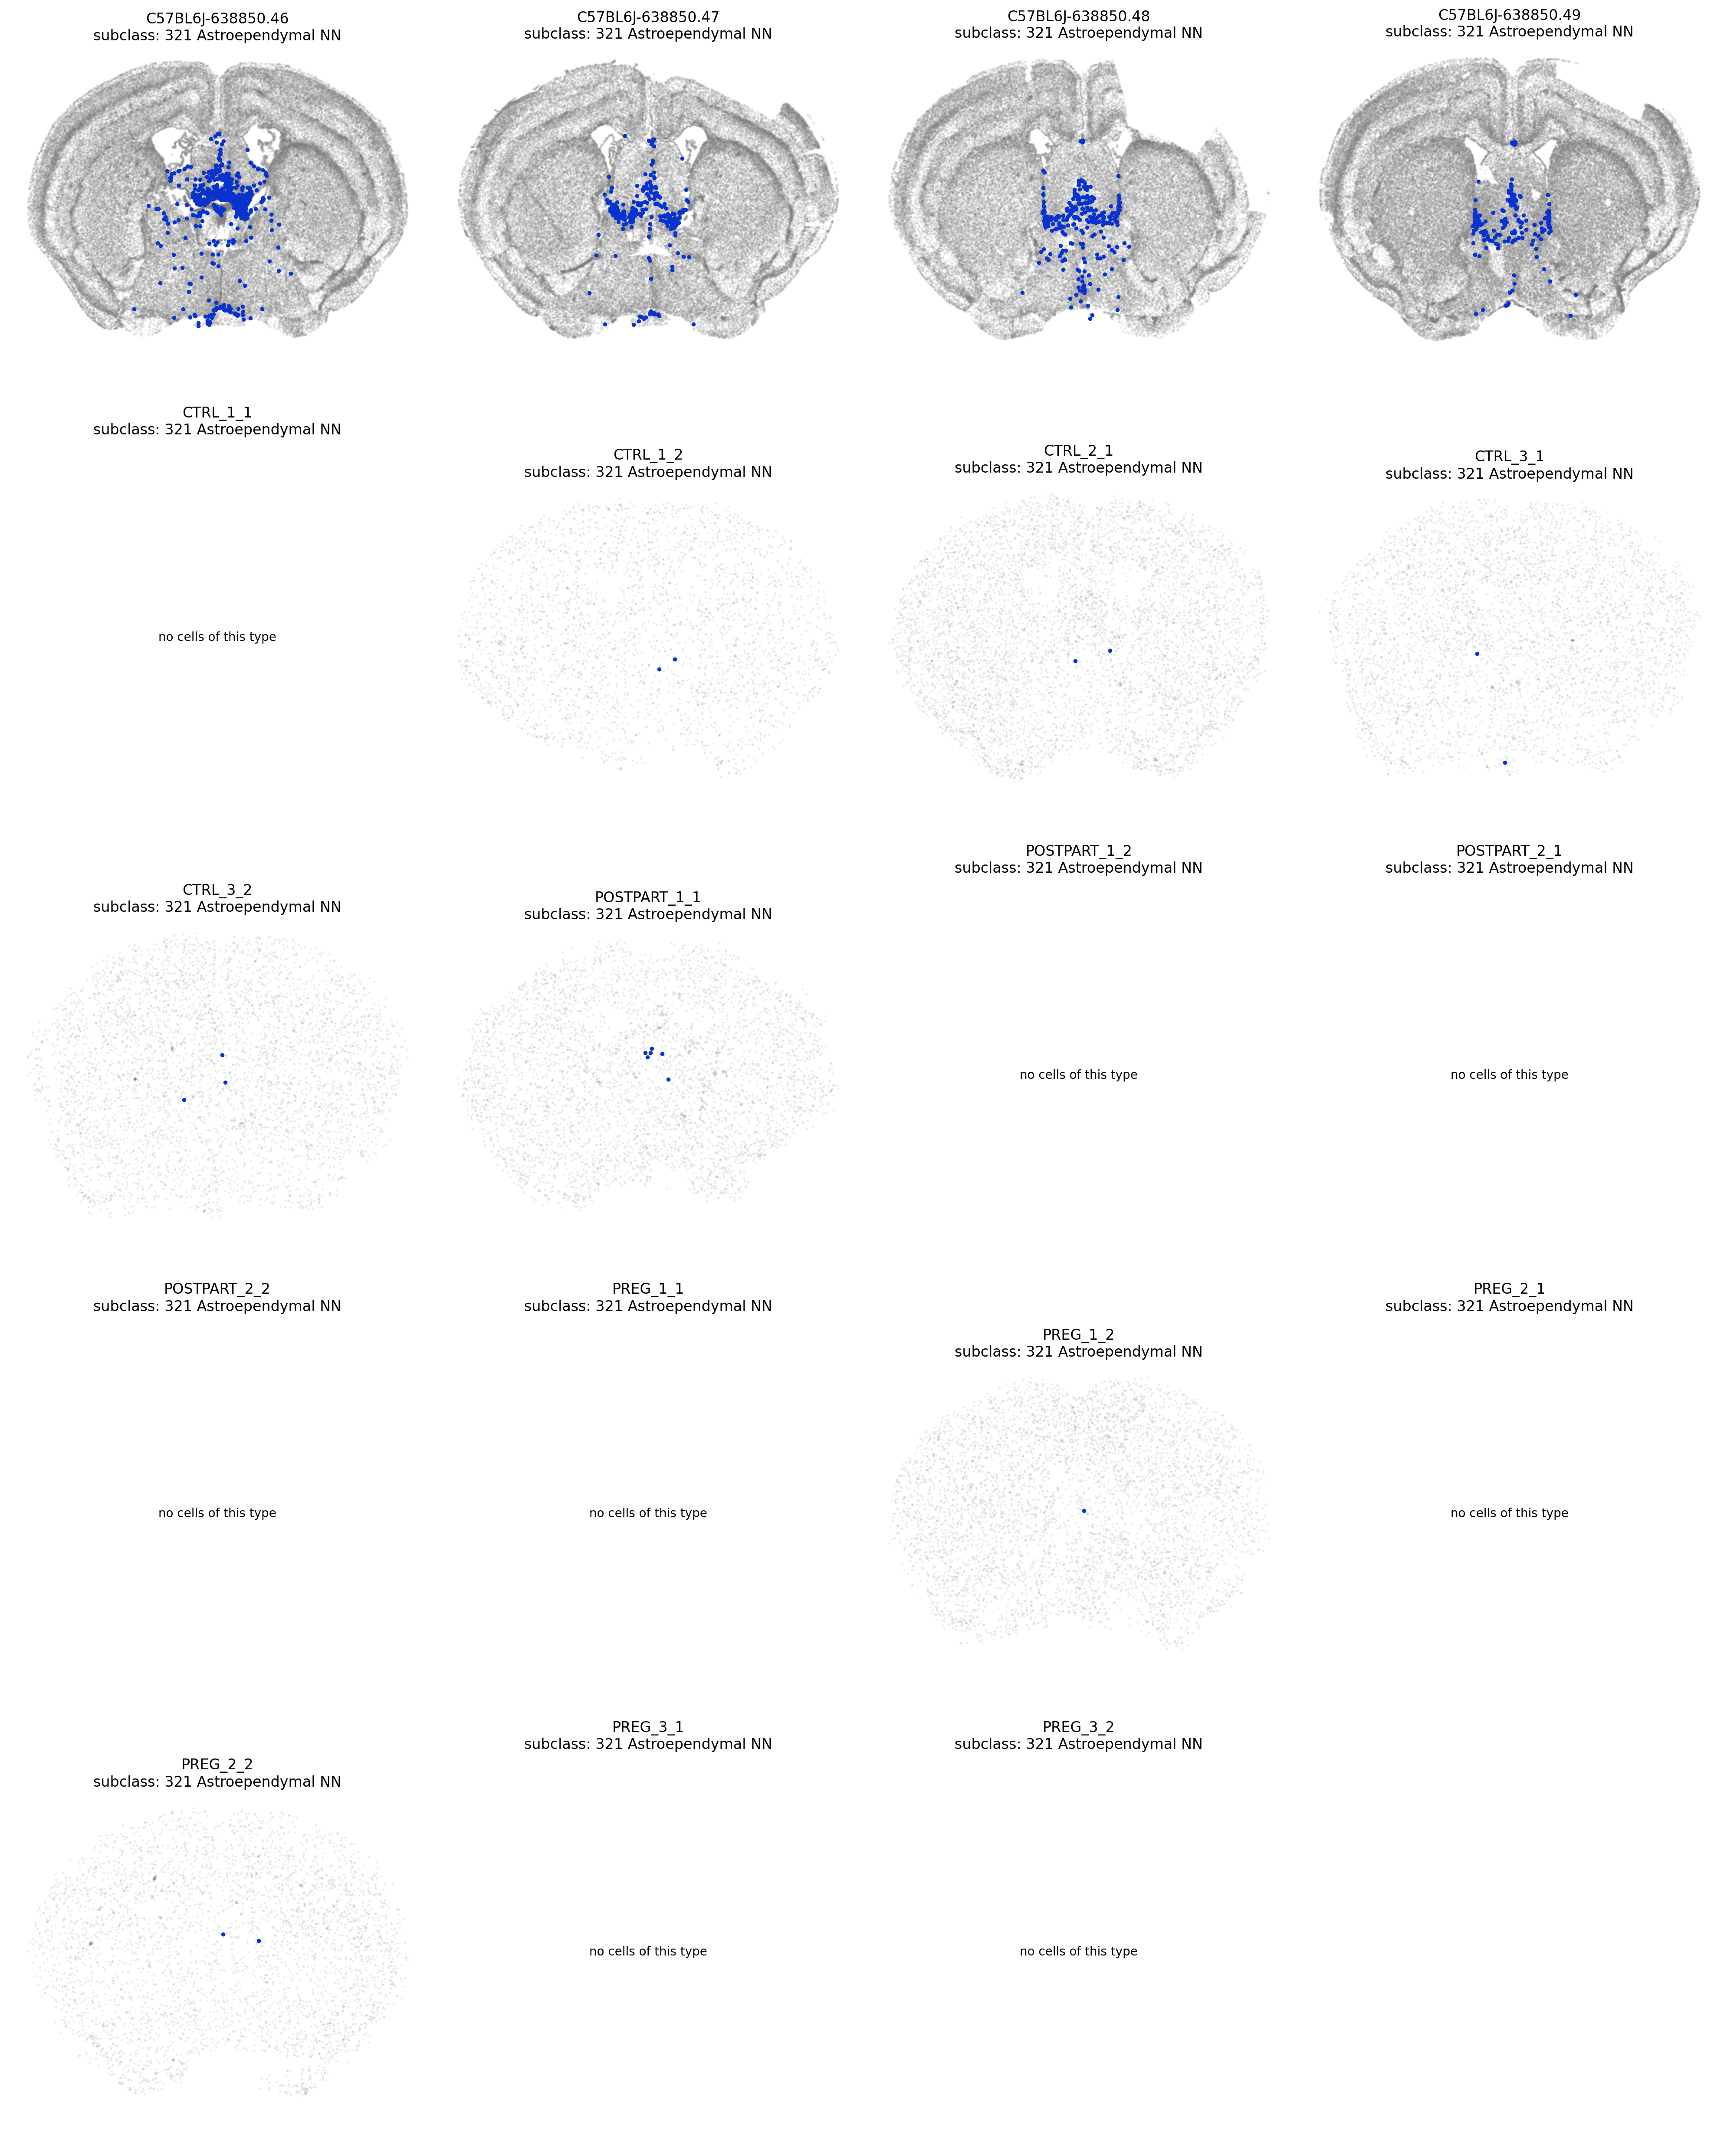 C57BL6J-638850.46
subclass: 321 Astroependymal NN
C57BL6J-638850.47
subclass: 321 Astroependymal NN
C57BL6J-638850.48
subclass: 321 Astroependymal NN
C57BL6J-638850.49
subclass: 321 Astroependymal NN
CTRL_1_1
subclass: 321 Astroependymal NN
no cells of this type
CTRL_1_2
subclass: 321 Astroependymal NN
CTRL_2_1
subclass: 321 Astroependymal NN
CTRL_3_1
subclass: 321 Astroependymal NN
CTRL_3_2
subclass: 321 Astroependymal NN
POSTPART_1_1
subclass: 321 Astroependymal NN
POSTPART_1_2
subclass: 321 Astroependymal NN
no cells of this type
POSTPART_2_1
subclass: 321 Astroependymal NN
no cells of this type
POSTPART_2_2
subclass: 321 Astroependymal NN
no cells of this type
PREG_1_1
subclass: 321 Astroependymal NN
no cells of this type
PREG_1_2
subclass: 321 Astroependymal NN
PREG_2_1
subclass: 321 Astroependymal NN
no cells of this type
PREG_2_2
subclass: 321 Astroependymal NN
PREG_3_1
subclass: 321 Astroependymal NN
no cells of this type
PREG_3_2
subclass: 321 Astroependymal NN
no cells of this type